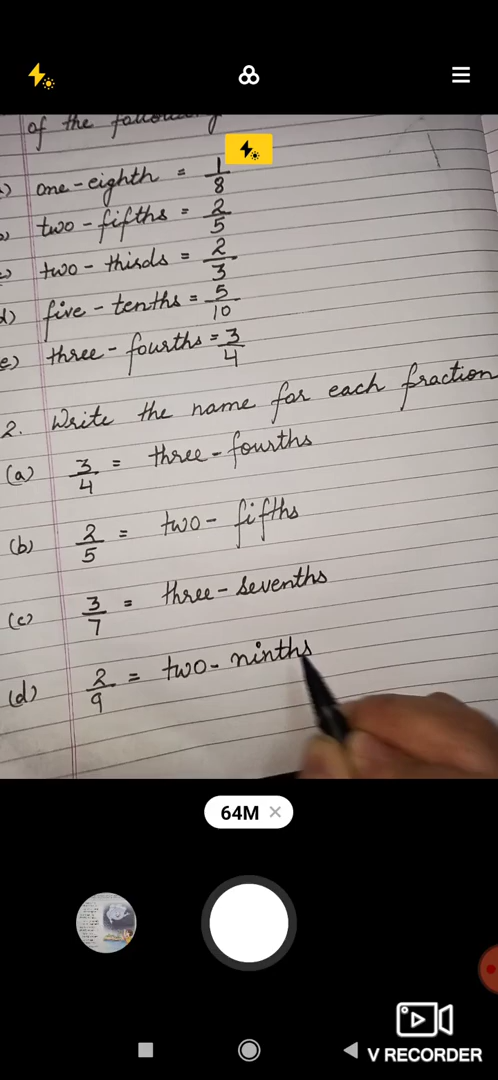 of the following
one-eighth = 1/8
two-fifths = 2/5
two-thirds = 2/3
d) five-tenths = 5/10
e) three-fourths = 3/4
2. Write the name for each fraction
(a) 3/4 = three-fourths
(b) 2/5 = two-fifths
(c) 3/7 = three-sevenths
(d) 2/9 = two-ninths
64M ×
V RECORDER